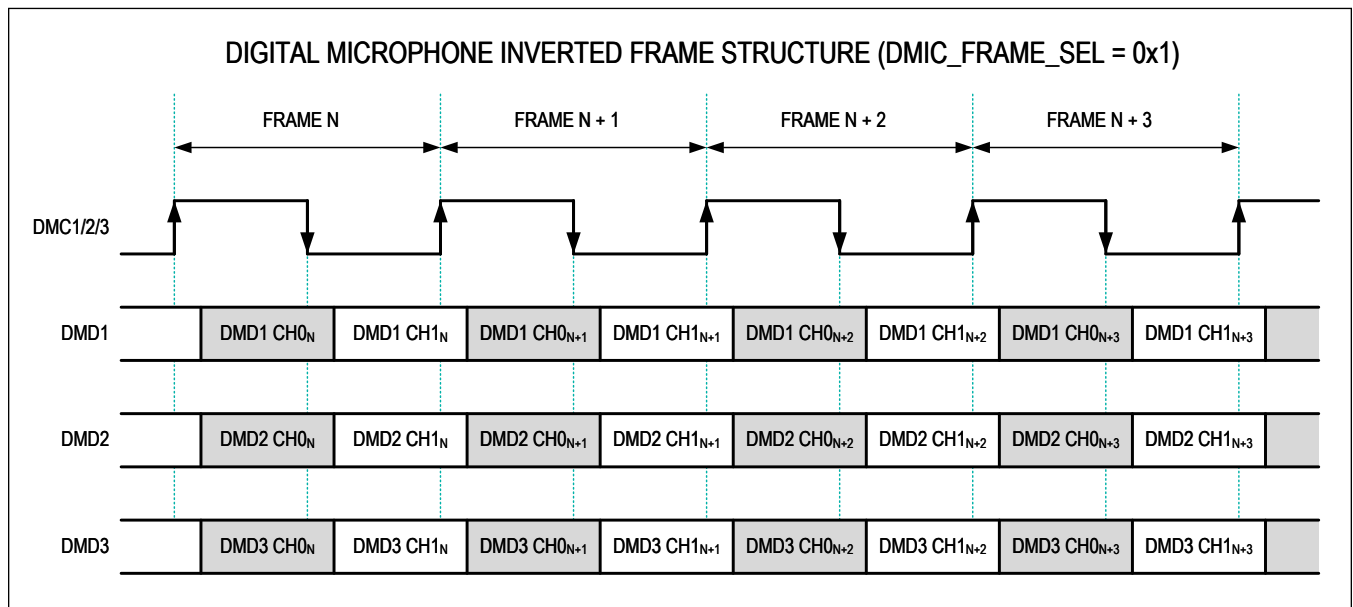 DIGITAL MICROPHONE INVERTED FRAME STRUCTURE (DMIC_FRAME_SEL = 0x1)
FRAME N FRAME N + 1 FRAME N + 2 FRAME N + 3
DMC1/2/3
DMD1 DMD1 CH0N DMD1 CH1N DMD1 CH0N+1 DMD1 CH1N+1 DMD1 CH0N+2 DMD1 CH1N+2 DMD1 CH0N+3 DMD1 CH1N+3
DMD2 DMD2 CH0N DMD2 CH1N DMD2 CH0N+1 DMD2 CH1N+1 DMD2 CH0N+2 DMD2 CH1N+2 DMD2 CH0N+3 DMD2 CH1N+3
DMD3 DMD3 CH0N DMD3 CH1N DMD3 CH0N+1 DMD3 CH1N+1 DMD3 CH0N+2 DMD3 CH1N+2 DMD3 CH0N+3 DMD3 CH1N+3